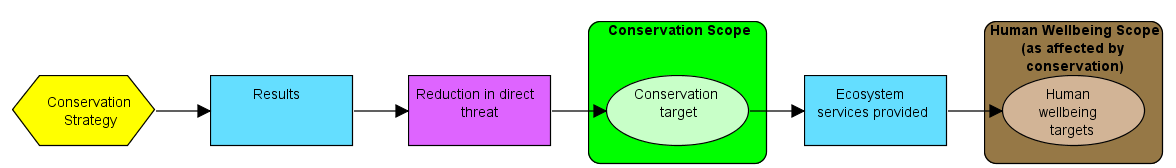 Conservation
Strategy
Results
Reduction in direct
threat
Conservation Scope
Conservation
target
Ecosystem
services provided
Human Wellbeing Scope
(as affected by
conservation)
Human
wellbeing
targets